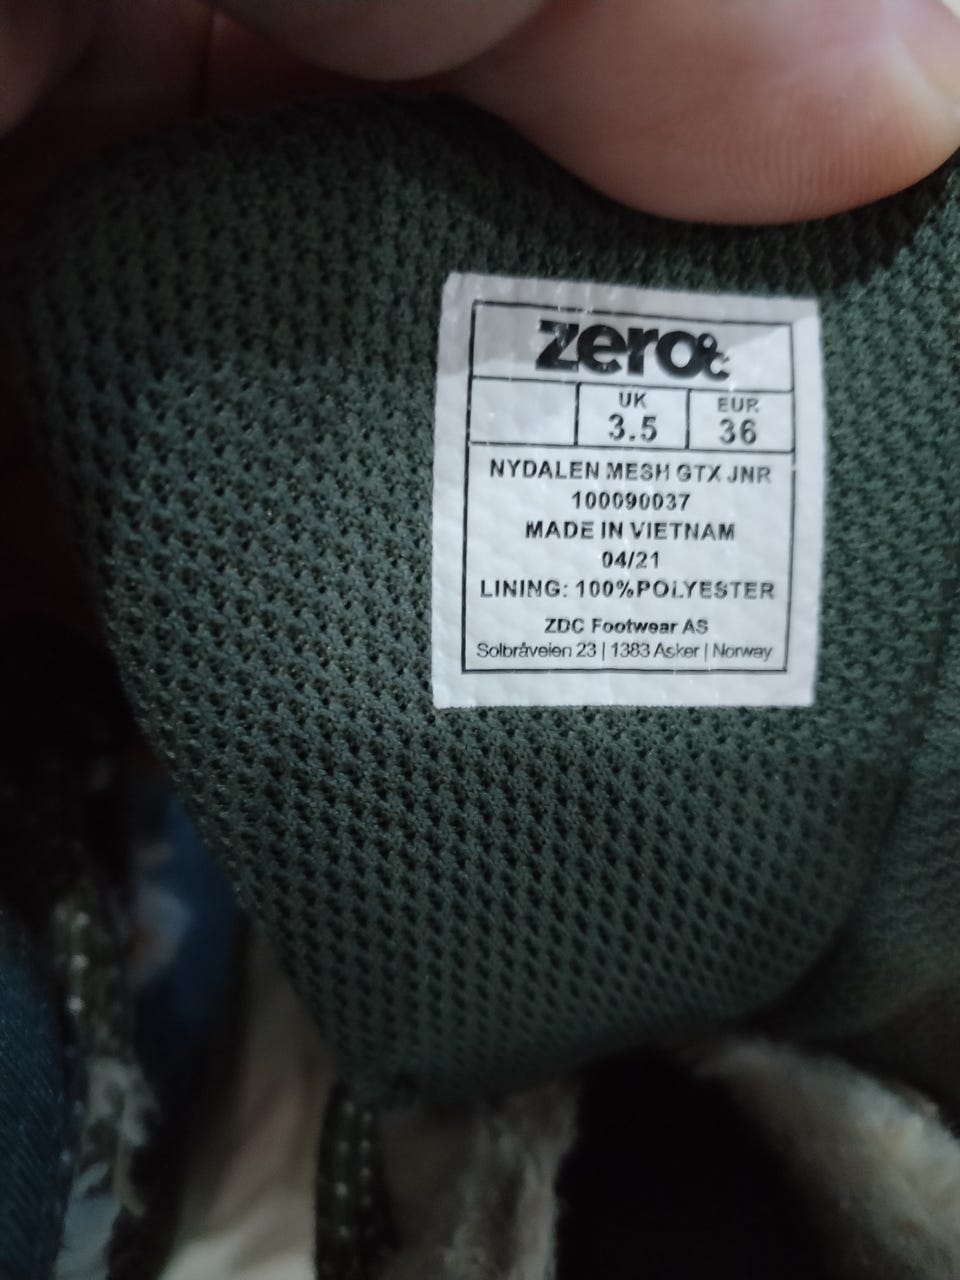 zero°c
UK EUR
3.5 36
NYDALEN MESH GTX JNR
100090037
MADE IN VIETNAM
04/21
LINING: 100%POLYESTER
ZDC Footwear AS
Solbråveien 23 | 1383 Asker | Norway